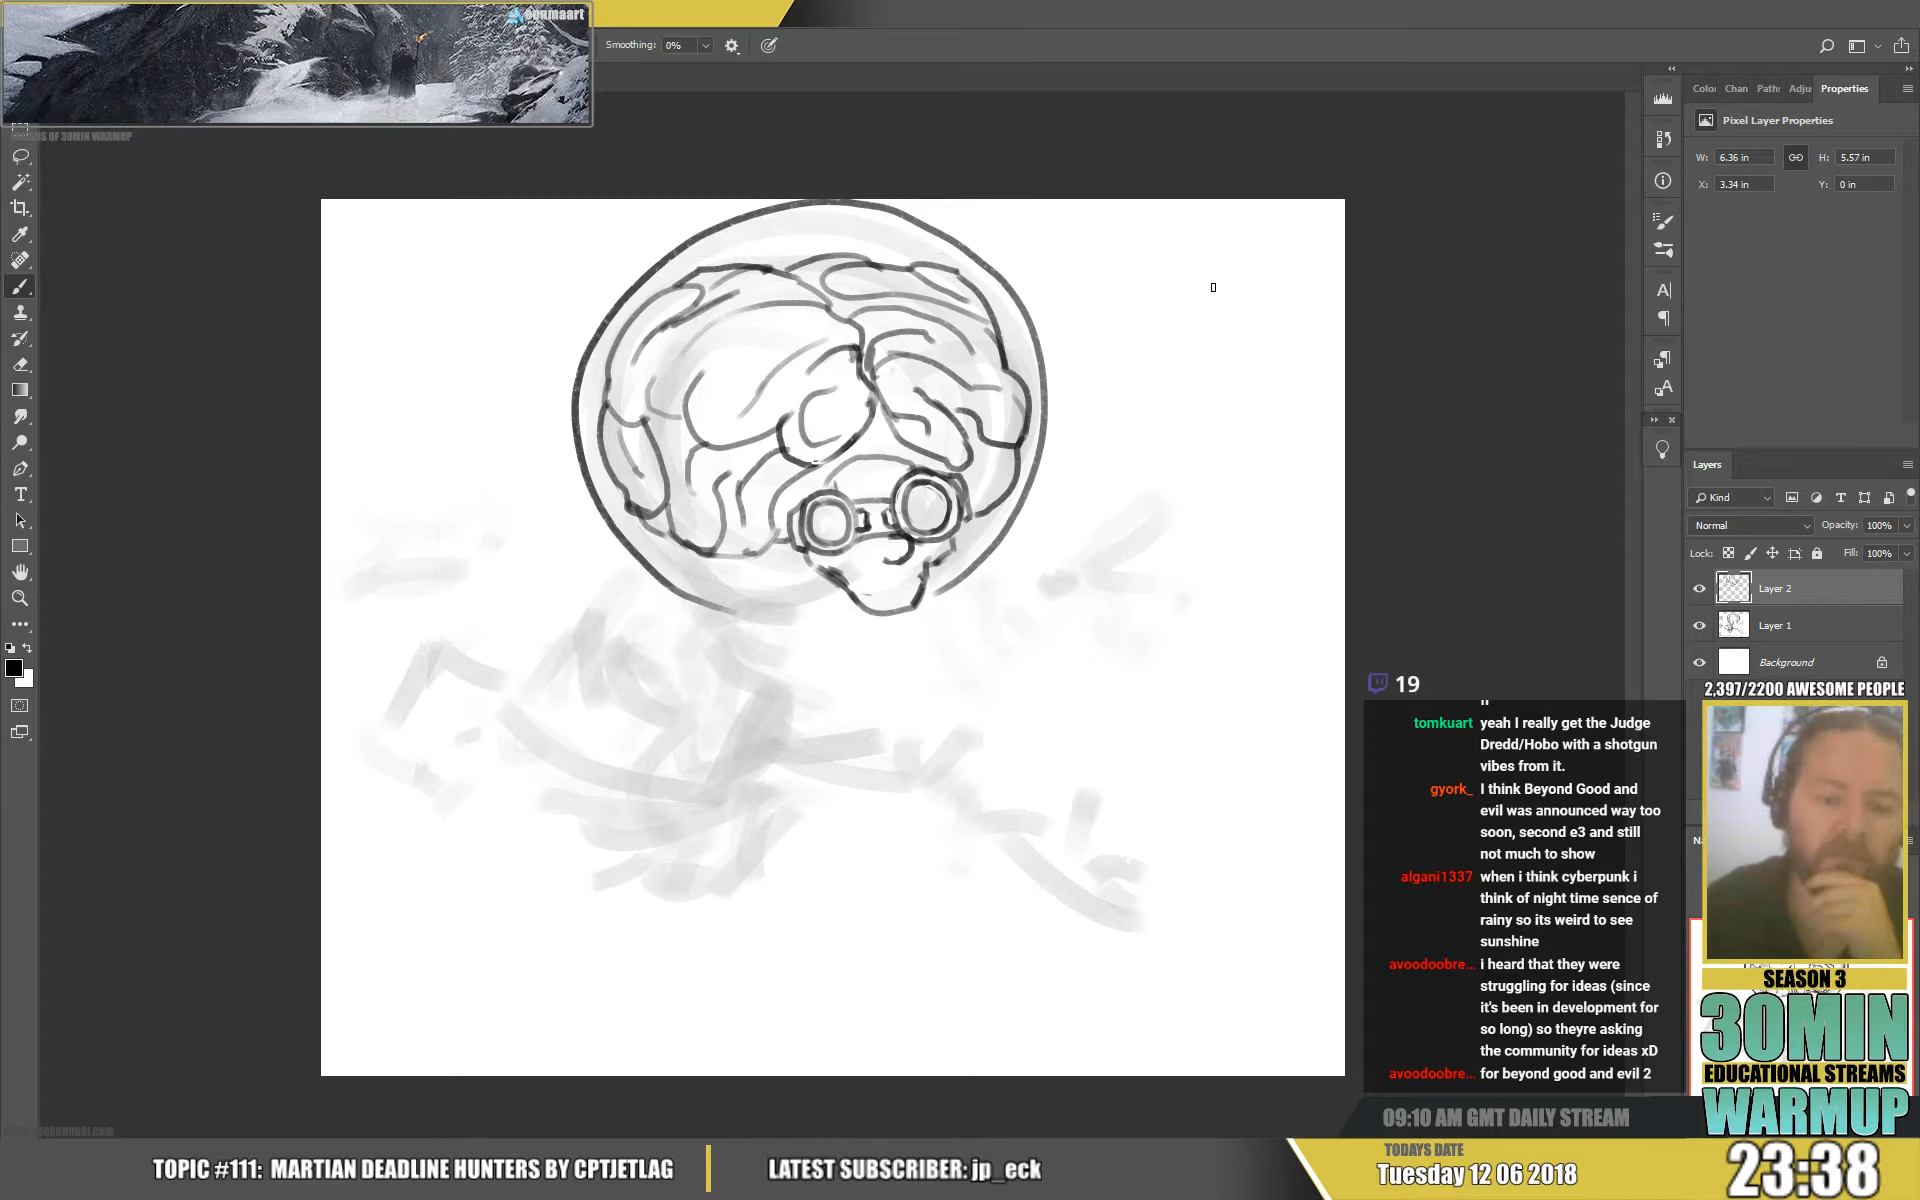 Smoothing: 0%
30MIN WARMUP
Chan Paths Properties
Pixel Layer Properties
W: 6.36 in H: 5.57 in
X: 3.34 in Y: 0 in
Layers
Kind
Normal Opacity: 100%
Lock: Fill: 100%
Layer 2
Layer 1
Background
2,397/2200 AWESOME PEOPLE
19
tomkuart yeah I really get the Judge
Dredd/Hobo with a shotgun
vibes from it.
gyork_ I think Beyond Good and
evil was announced way too
soon, second e3 and still
not much to show
algani1337 when i think cyberpunk i
think of night time sence of
rainy so its weird to see
sunshine
avoodoobre... i heard that they were
struggling for ideas (since
it's been in development for
so long) so theyre asking
the community for ideas xD
avoodoobre... for beyond good and evil 2
SEASON 3
30MIN
EDUCATIONAL STREAMS
WARMUP
09:10 AM GMT DAILY STREAM
TOPIC #111: MARTIAN DEADLINE HUNTERS BY CPTJETLAG
LATEST SUBSCRIBER: jp_eck
TODAYS DATE
Tuesday 12 06 2018
23:38